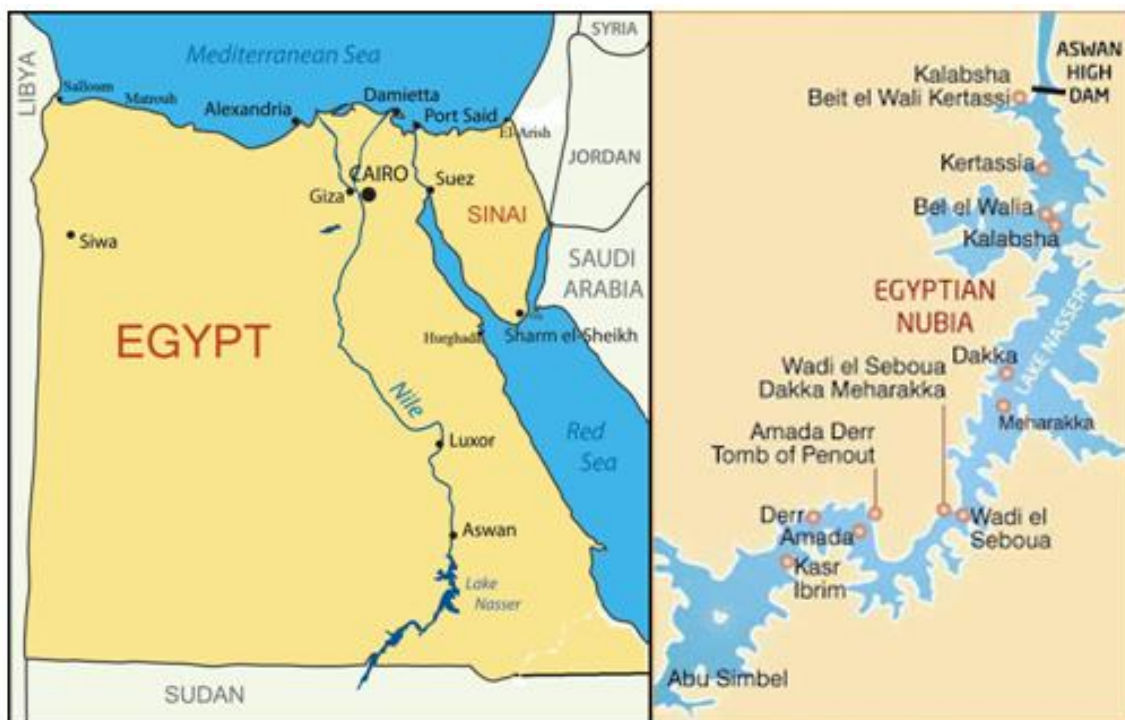 Mediterranean Sea
SYRIA
LIBYA
Salloum
Matrouh
Alexandria
Damietta
Port Said
El-Arish
JORDAN
CAIRO
Giza
Suez
SINAI
Siwa
SAUDI
ARABIA
EGYPT
Hurghada
Sharm el-Sheikh
Nile
Red
Sea
Luxor
Aswan
Lake
Nasser
SUDAN
ASWAN
HIGH
DAM
Kalabsha
Beit el Wali Kertassi
Kertassia
Bel el Walia
Kalabsha
EGYPTIAN
NUBIA
LAKE NASSER
Dakka
Wadi el Seboua
Dakka Meharakka
Meharakka
Amada Derr
Tomb of Penout
Derr
Amada
Wadi el
Seboua
Kasr
Ibrim
Abu Simbel